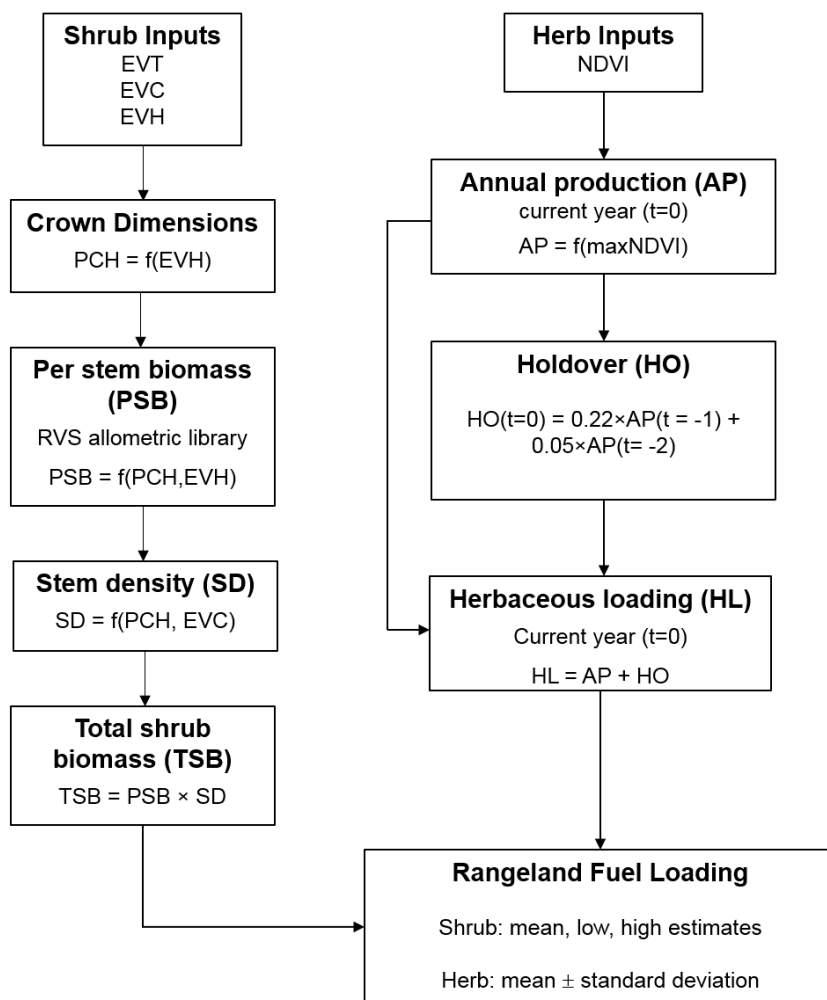 Shrub Inputs
EVT
EVC
EVH
Crown Dimensions
PCH = f(EVH)
Per stem biomass
(PSB)
RVS allometric library
PSB = f(PCH,EVH)
Stem density (SD)
SD = f(PCH, EVC)
Total shrub
biomass (TSB)
TSB = PSB × SD
Herb Inputs
NDVI
Annual production (AP)
current year (t=0)
AP = f(maxNDVI)
Holdover (HO)
HO(t=0) = 0.22×AP(t = -1) +
0.05×AP(t= -2)
Herbaceous loading (HL)
Current year (t=0)
HL = AP + HO
Rangeland Fuel Loading
Shrub: mean, low, high estimates
Herb: mean ± standard deviation